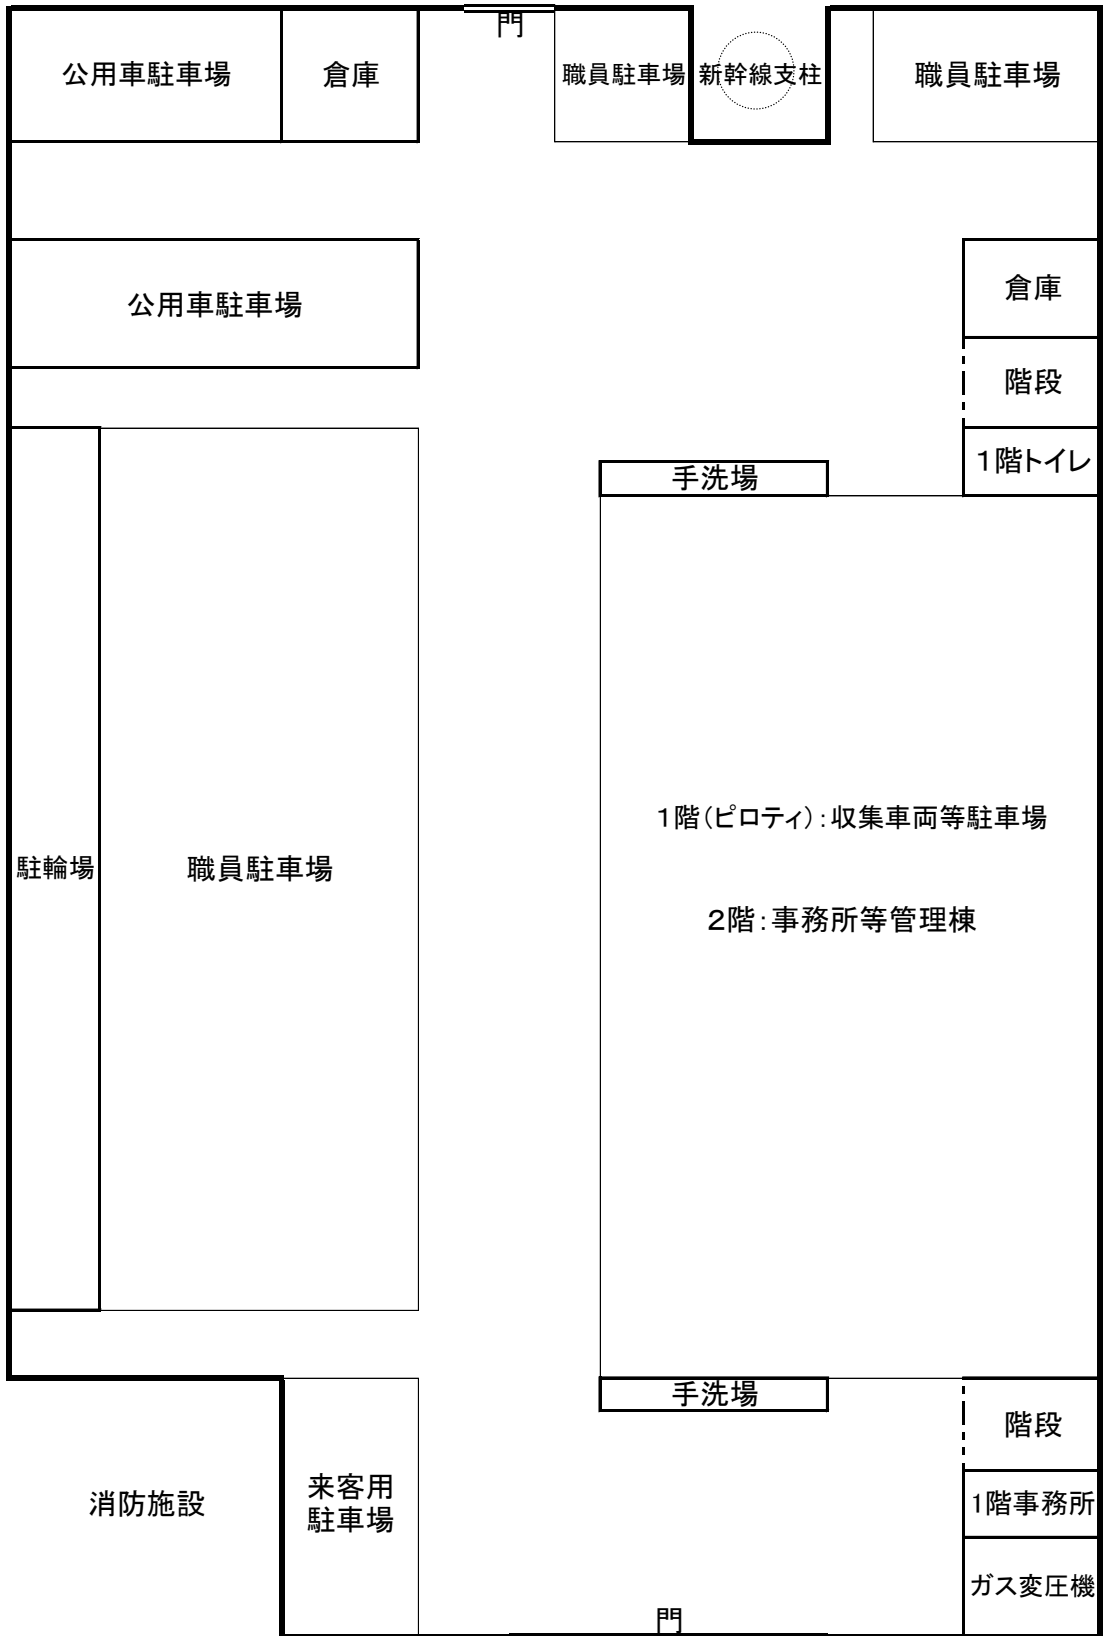 門
公用車駐車場
倉庫
職員駐車場
新幹線支柱
職員駐車場
公用車駐車場
倉庫
階段
1階トイレ
手洗場
1階(ピロティ):収集車両等駐車場
駐輪場
職員駐車場
2階:事務所等管理棟
手洗場
階段
消防施設
来客用
駐車場
1階事務所
ガス変圧機
門